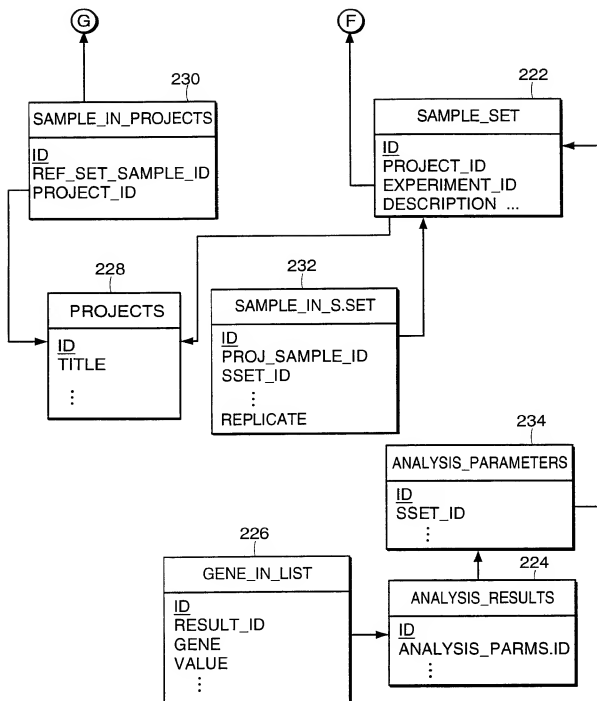 G
F
230
SAMPLE_IN_PROJECTS
ID
REF_SET_SAMPLE_ID
PROJECT_ID
222
SAMPLE_SET
ID
PROJECT_ID
EXPERIMENT_ID
DESCRIPTION ...
228
PROJECTS
ID
TITLE
⋮
232
SAMPLE_IN_S.SET
ID
PROJ_SAMPLE_ID
SSET_ID
⋮
REPLICATE
234
ANALYSIS_PARAMETERS
ID
SSET_ID
⋮
226
GENE_IN_LIST
ID
RESULT_ID
GENE
VALUE
⋮
224
ANALYSIS_RESULTS
ID
ANALYSIS_PARMS.ID
⋮